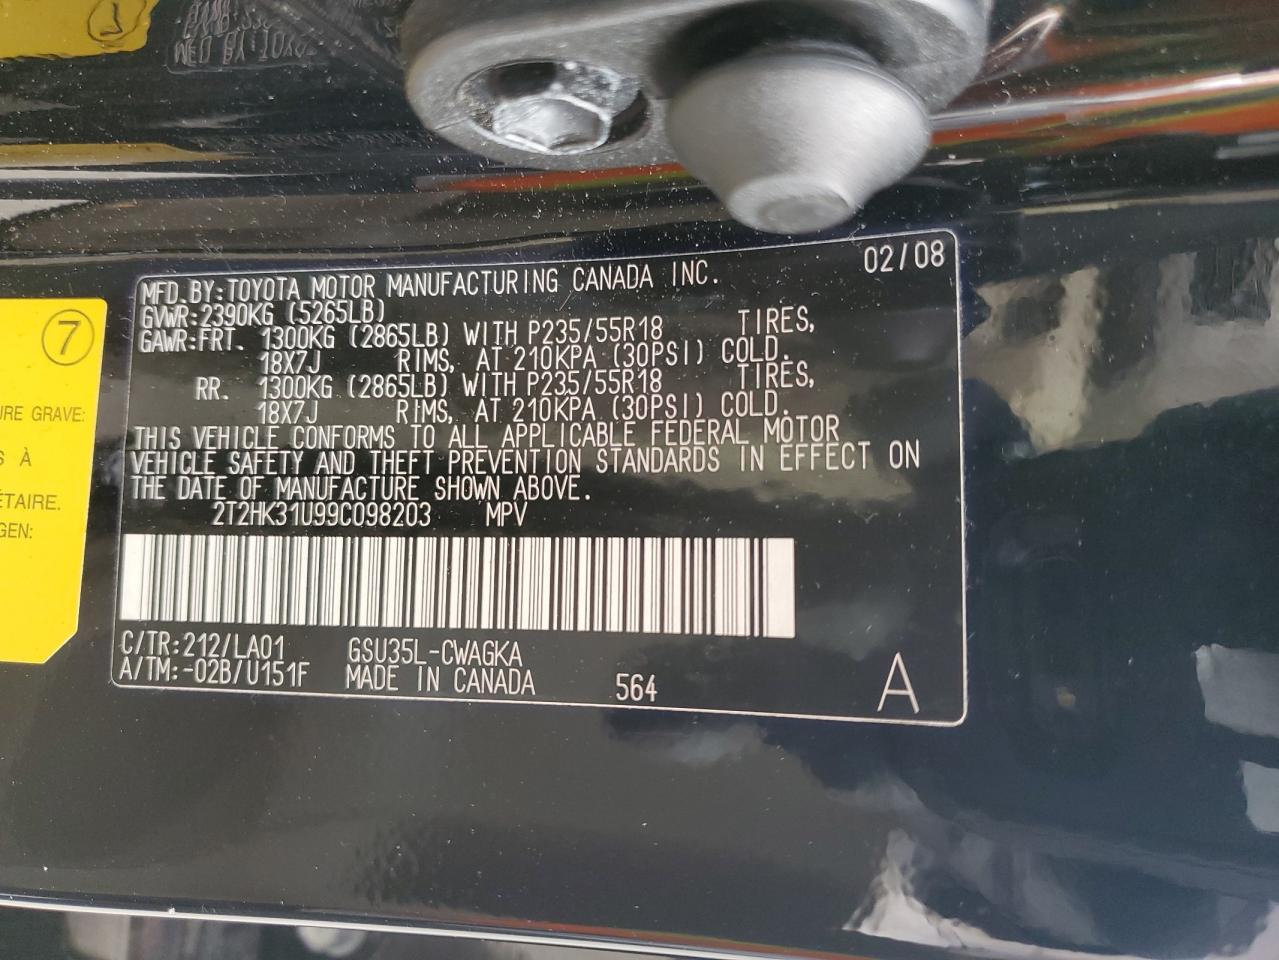 02/08
MFD.BY:TOYOTA MOTOR MANUFACTURING CANADA INC.
GVWR:2390KG (5265LB)
GAWR:FRT. 1300KG (2865LB) WITH P235/55R18 TIRES,
18X7J RIMS, AT 210KPA (30PSI) COLD.
RR. 1300KG (2865LB) WITH P235/55R18 TIRES,
18X7J RIMS, AT 210KPA (30PSI) COLD.
THIS VEHICLE CONFORMS TO ALL APPLICABLE FEDERAL MOTOR
VEHICLE SAFETY AND THEFT PREVENTION STANDARDS IN EFFECT ON
THE DATE OF MANUFACTURE SHOWN ABOVE.
2T2HK31U99C098203 MPV
C/TR:212/LA01 GSU35L-CWAGKA
A/TM:-02B/U151F MADE IN CANADA 564 A
7
URE GRAVE:
S À
ÉTAIRE.
GEN: